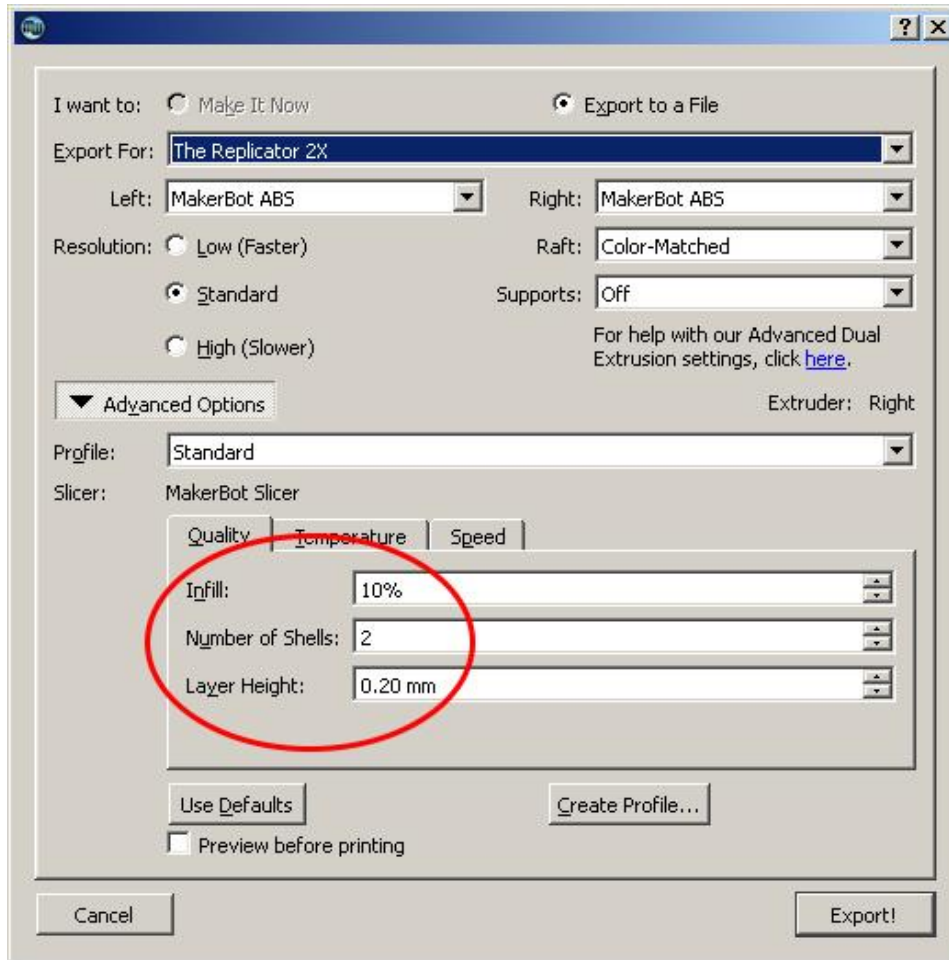 I want to: Make It Now Export to a File
Export For: The Replicator 2X
Left: MakerBot ABS Right: MakerBot ABS
Resolution: Low (Faster) Raft: Color-Matched
Standard Supports: Off
High (Slower) For help with our Advanced Dual
Extrusion settings, click here.
Advanced Options Extruder: Right
Profile: Standard
Slicer: MakerBot Slicer
Quality Temperature Speed
Infill: 10%
Number of Shells: 2
Layer Height: 0.20 mm
Use Defaults Create Profile...
Preview before printing
Cancel Export!